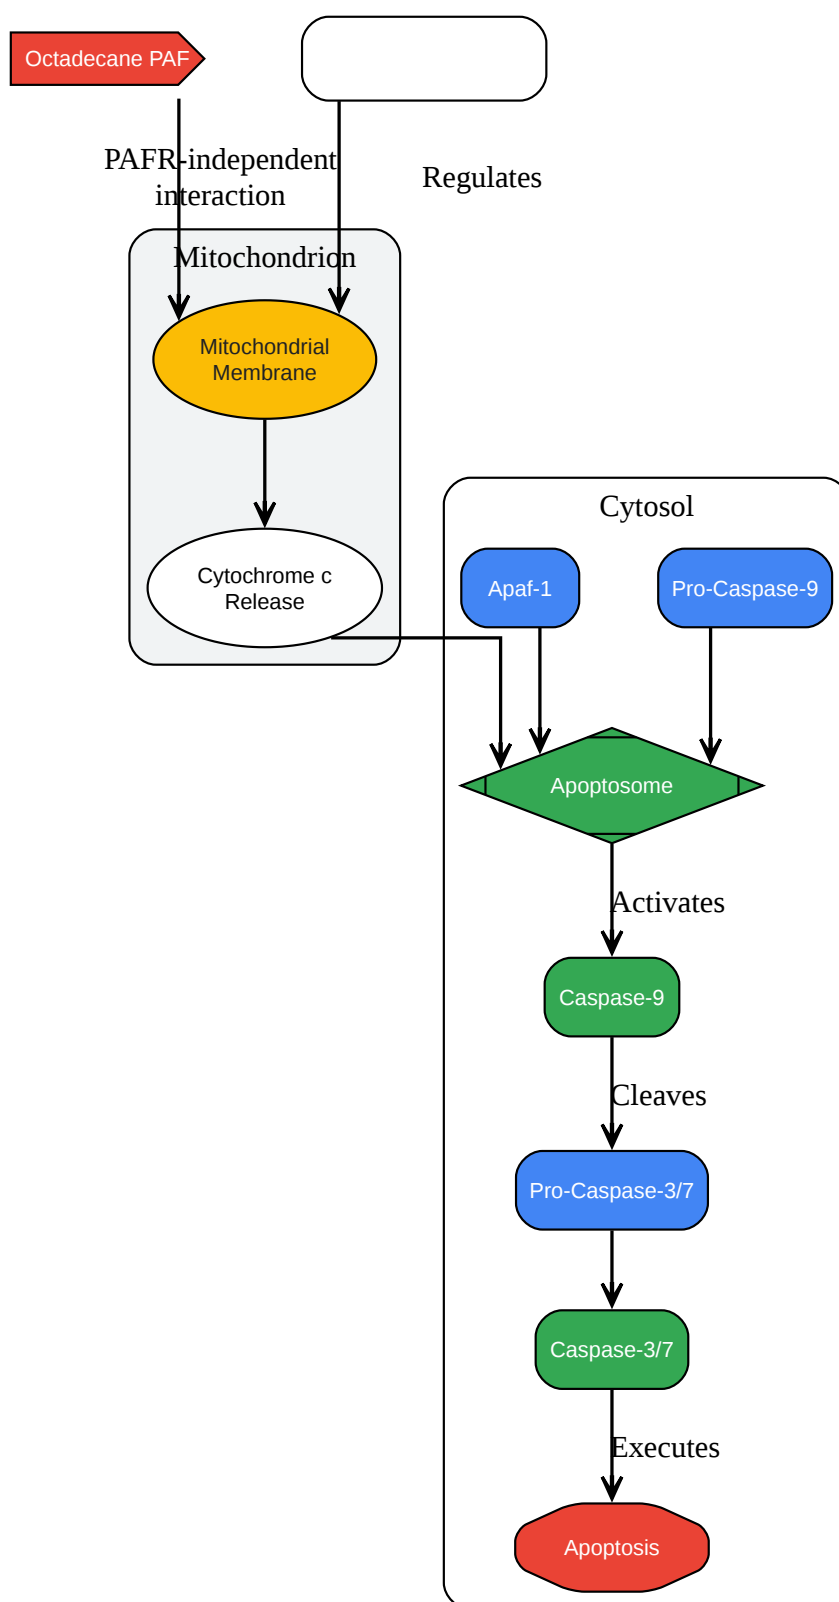 Octadecane PAF
PAFR-independent
interaction
Regulates
Mitochondrion
Mitochondrial
Membrane
Cytochrome c
Release
Cytosol
Apaf-1
Pro-Caspase-9
Apoptosome
Activates
Caspase-9
Cleaves
Pro-Caspase-3/7
Caspase-3/7
Executes
Apoptosis